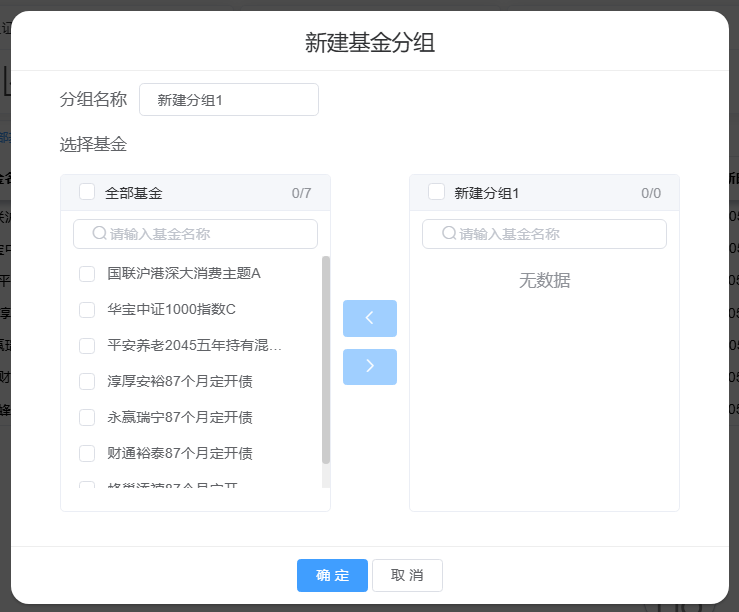 新建基金分组
分组名称
新建分组1
选择基金
全部基金
0/7
请输入基金名称
国联沪港深大消费主题A
华宝中证1000指数C
平安养老2045五年持有混...
淳厚安裕87个月定开债
永赢瑞宁87个月定开债
财通裕泰87个月定开债
新建分组1
0/0
请输入基金名称
无数据
确 定
取 消